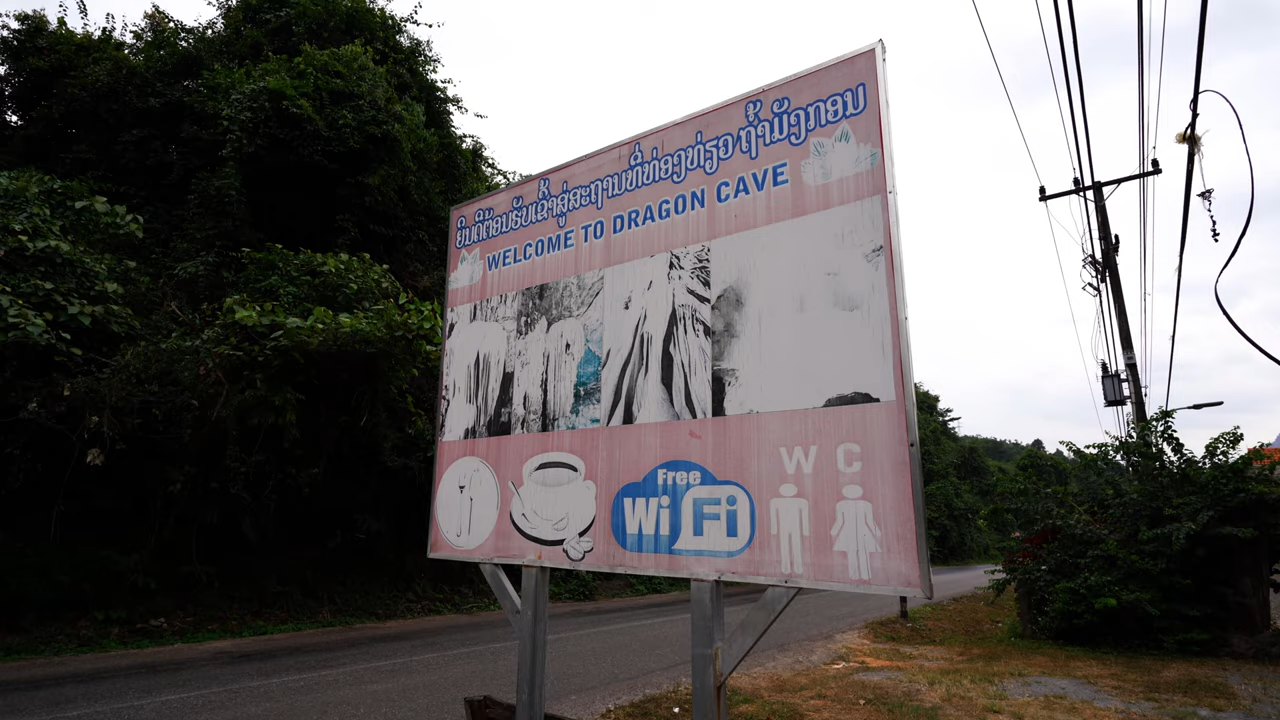 ຍິນດີຕ້ອນຮັບເຂົ້າສູ່ສະຖານທີ່ທ່ອງທ່ຽວ ຖ້ຳມັງກອນ
WELCOME TO DRAGON CAVE
Free
Wi Fi
WC